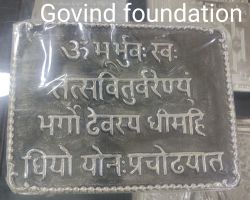 Govind foundation
ॐ भूर्भुवः स्वः
तत्सवितुर्वरेण्यं
भर्गो देवस्य धीमहि
धियो योनःप्रचोदयात